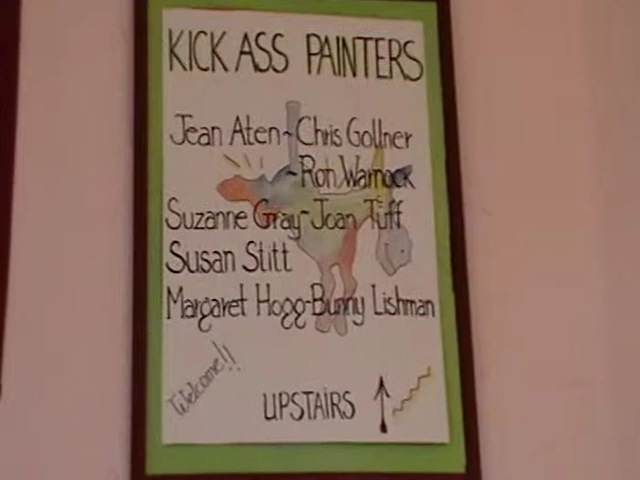 KICK ASS PAINTERS
Jean Aten~Chris Gollner
~Ron Warnock
Suzanne Gray~Joan Tuff
Susan Stitt
Margaret Hogg-Bunny Lishman
Welcome!!
UPSTAiRS